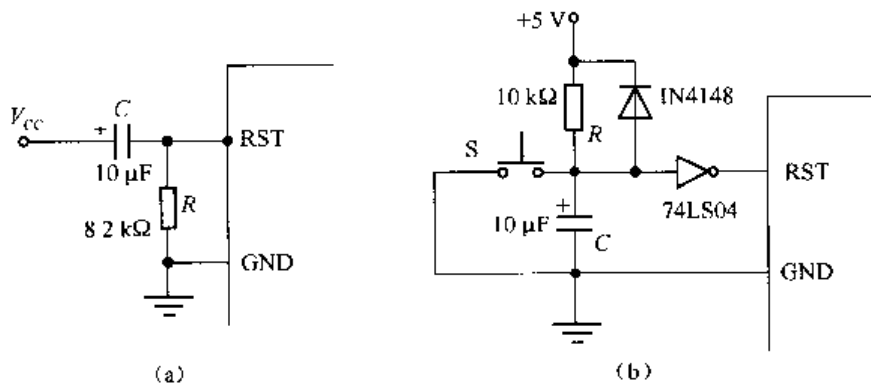 V_CC
C
+
10 μF
RST
R
8.2 kΩ
GND
(a)
+5 V
10 kΩ
R
IN4148
S
+
10 μF
C
74LS04
RST
GND
(b)